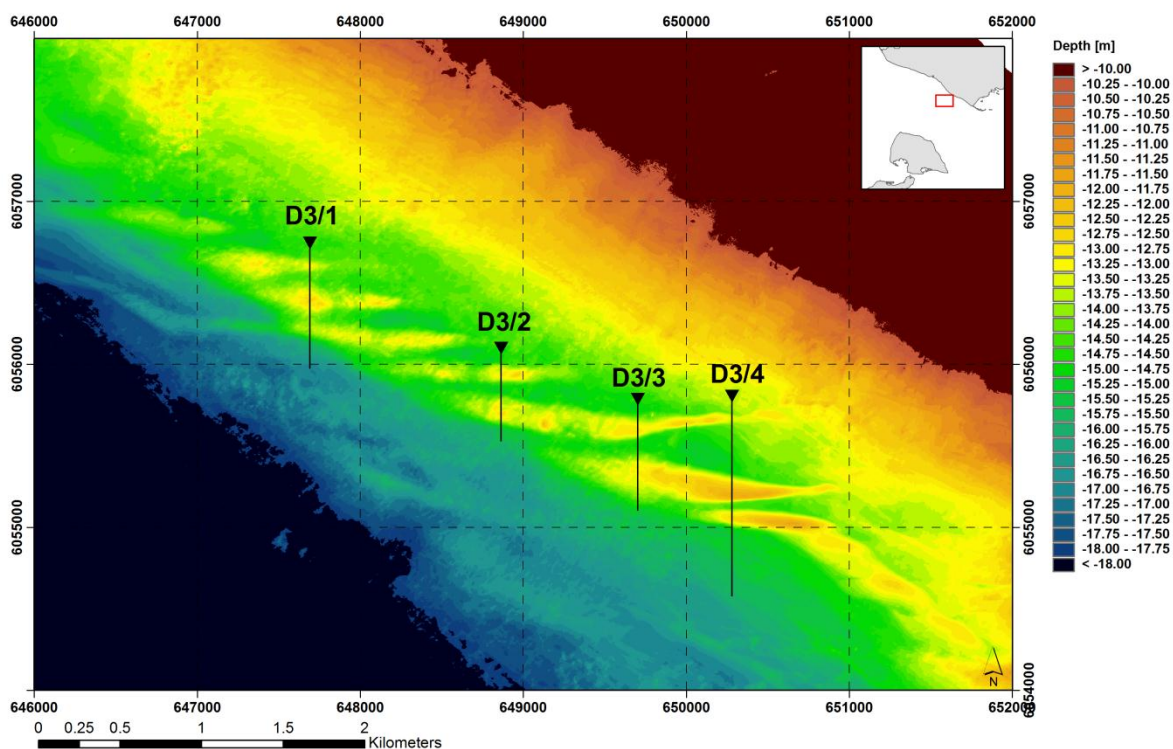 646000 647000 648000 649000 650000 651000 652000
Depth [m]
> -10.00
-10.25 - -10.00
-10.50 - -10.25
-10.75 - -10.50
-11.00 - -10.75
-11.25 - -11.00
-11.50 - -11.25
-11.75 - -11.50
-12.00 - -11.75
-12.25 - -12.00
-12.50 - -12.25
-12.75 - -12.50
-13.00 - -12.75
-13.25 - -13.00
-13.50 - -13.25
-13.75 - -13.50
-14.00 - -13.75
-14.25 - -14.00
-14.50 - -14.25
-14.75 - -14.50
-15.00 - -14.75
-15.25 - -15.00
-15.50 - -15.25
-15.75 - -15.50
-16.00 - -15.75
-16.25 - -16.00
-16.50 - -16.25
-16.75 - -16.50
-17.00 - -16.75
-17.25 - -17.00
-17.50 - -17.25
-17.75 - -17.50
-18.00 - -17.75
< -18.00
6057000 6057000
D3/1
D3/2
6056000 6056000
D3/3 D3/4
6055000 6055000
N
6054000
646000 647000 648000 649000 650000 651000 652000
0 0.25 0.5 1 1.5 2
Kilometers